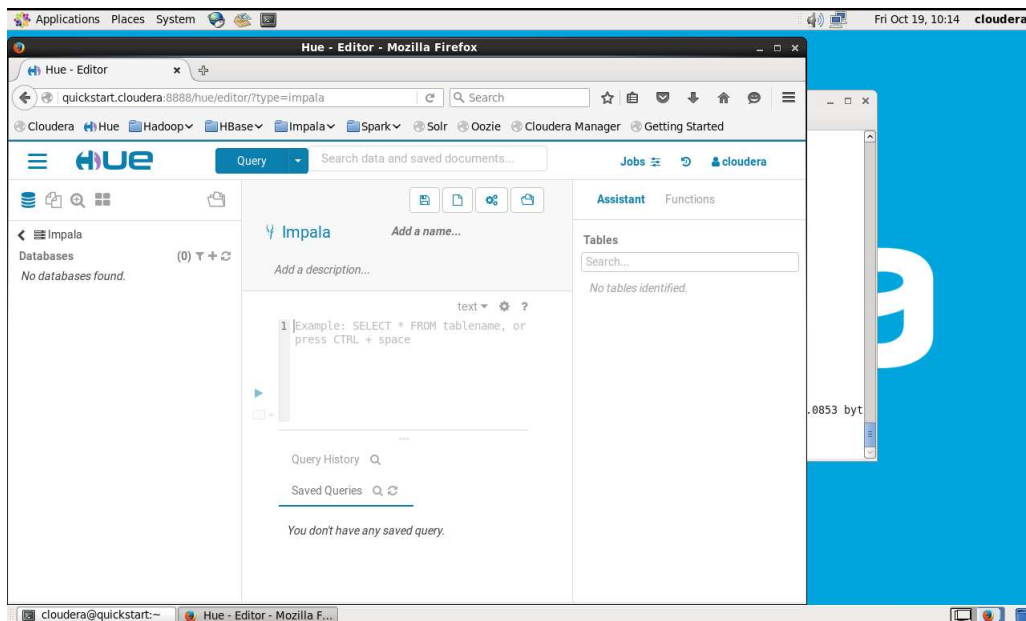 Applications Places System Fri Oct 19, 10:14 cloudera
Hue - Editor - Mozilla Firefox
Hue - Editor
quickstart.cloudera:8888/hue/editor/?type=impala Search
Cloudera Hue Hadoop HBase Impala Spark Solr Oozie Cloudera Manager Getting Started
HUE Query Search data and saved documents... Jobs cloudera
Assistant Functions
Impala
Databases (0)
No databases found.
Impala Add a name...
Add a description...
text ?
1 Example: SELECT * FROM tablename, or
press CTRL + space
Query History
Saved Queries
You don't have any saved query.
Tables
Search...
No tables identified.
.0853 byt
cloudera@quickstart:~ Hue - Editor - Mozilla F...